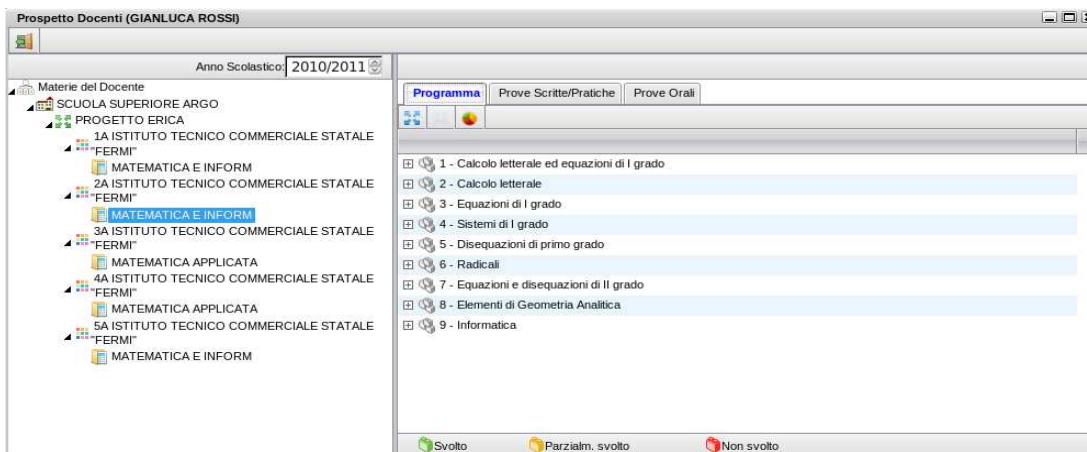 Prospetto Docenti (GIANLUCA ROSSI)
Anno Scolastico: 2010/2011
Materie del Docente
SCUOLA SUPERIORE ARGO
PROGETTO ERICA
1A ISTITUTO TECNICO COMMERCIALE STATALE
"FERMI"
MATEMATICA E INFORM
2A ISTITUTO TECNICO COMMERCIALE STATALE
"FERMI"
MATEMATICA E INFORM
3A ISTITUTO TECNICO COMMERCIALE STATALE
"FERMI"
MATEMATICA APPLICATA
4A ISTITUTO TECNICO COMMERCIALE STATALE
"FERMI"
MATEMATICA APPLICATA
5A ISTITUTO TECNICO COMMERCIALE STATALE
"FERMI"
MATEMATICA E INFORM
Programma Prove Scritte/Pratiche Prove Orali
1 - Calcolo letterale ed equazioni di I grado
2 - Calcolo letterale
3 - Equazioni di I grado
4 - Sistemi di I grado
5 - Disequazioni di primo grado
6 - Radicali
7 - Equazioni e disequazioni di II grado
8 - Elementi di Geometria Analitica
9 - Informatica
Svolto Parzialm. svolto Non svolto